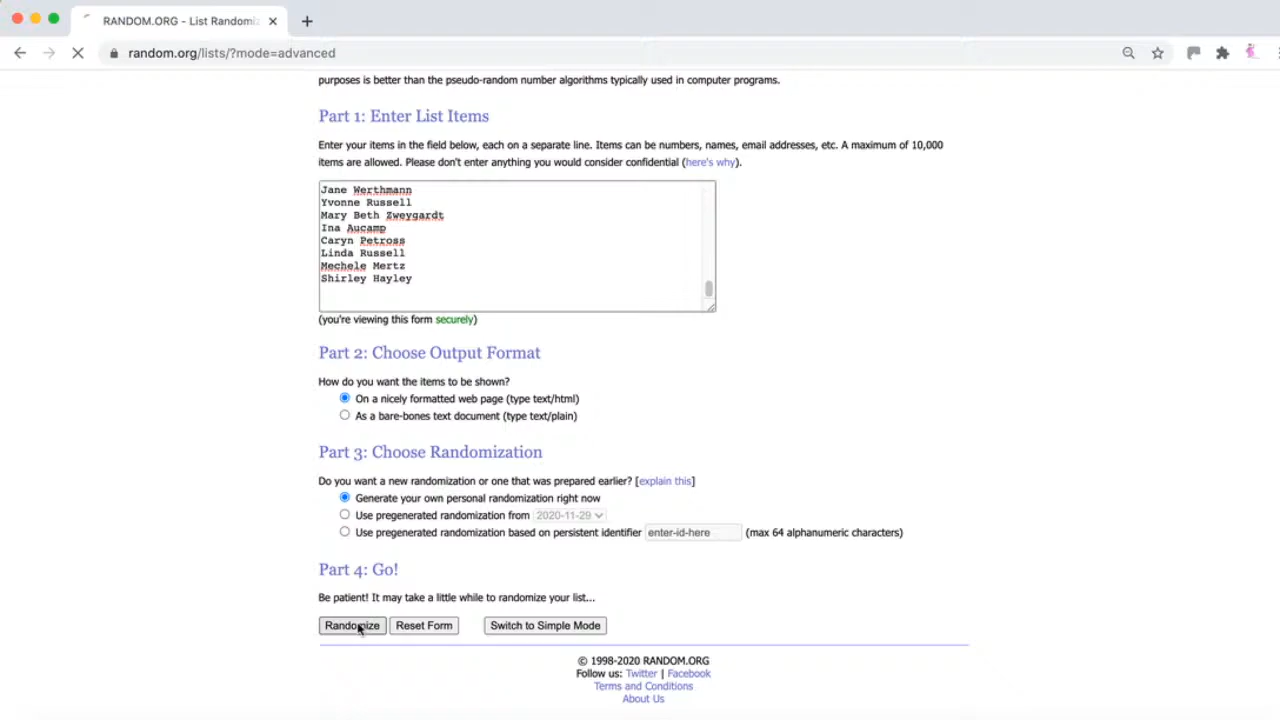 RANDOM.ORG - List Randomiz
random.org/lists/?mode=advanced
purposes is better than the pseudo-random number algorithms typically used in computer programs.
Part 1: Enter List Items
Enter your items in the field below, each on a separate line. Items can be numbers, names, email addresses, etc. A maximum of 10,000
items are allowed. Please don't enter anything you would consider confidential (here's why).
Jane Werthmann
Yvonne Russell
Mary Beth Zweygardt
Ina Aucamp
Caryn Petross
Linda Russell
Mechele Mertz
Shirley Hayley
(you're viewing this form securely)
Part 2: Choose Output Format
How do you want the items to be shown?
On a nicely formatted web page (type text/html)
As a bare-bones text document (type text/plain)
Part 3: Choose Randomization
Do you want a new randomization or one that was prepared earlier? [explain this]
Generate your own personal randomization right now
Use pregenerated randomization from 2020-11-29
Use pregenerated randomization based on persistent identifier enter-id-here (max 64 alphanumeric characters)
Part 4: Go!
Be patient! It may take a little while to randomize your list...
Randomize Reset Form Switch to Simple Mode
© 1998-2020 RANDOM.ORG
Follow us: Twitter | Facebook
Terms and Conditions
About Us